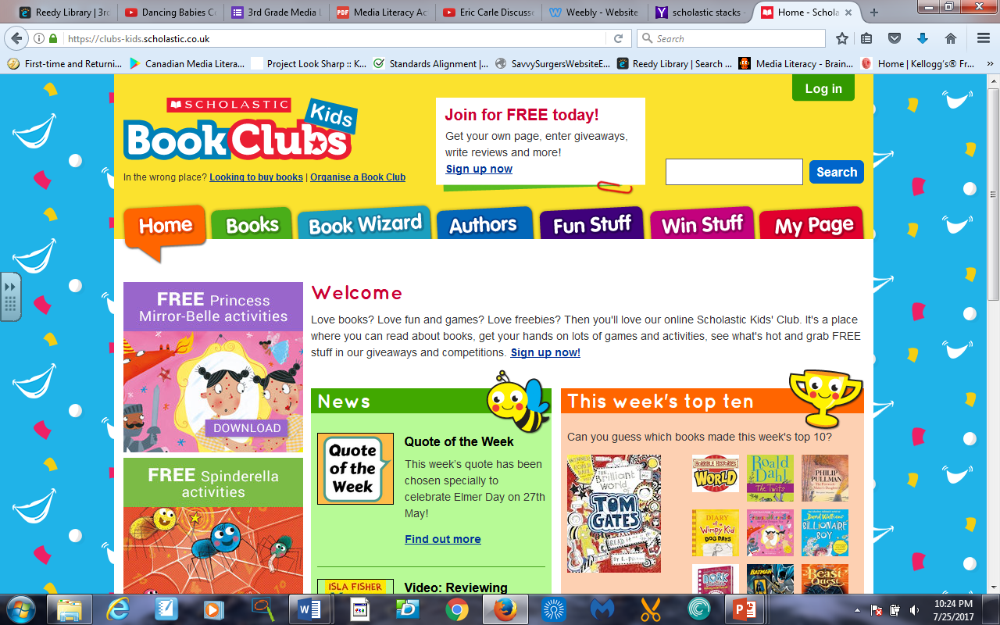 Reedy Library | 3rd
Dancing Babies Co
3rd Grade Media L
Media Literacy Ac
Eric Carle Discusse
Weebly - Website
scholastic stacks -
Home - Schola
https://clubs-kids.scholastic.co.uk
Search
First-time and Returni...
Canadian Media Litera...
Project Look Sharp :: K...
Standards Alignment |...
SavvySurgersWebsiteE...
Reedy Library | Search ...
Media Literacy - Brain...
Home | Kellogg's® Fr...
Log in
SCHOLASTIC
Kids
Book Clubs
In the wrong place? Looking to buy books | Organise a Book Club
Join for FREE today!
Get your own page, enter giveaways,
write reviews and more!
Sign up now
Search
Home
Books
Book Wizard
Authors
Fun Stuff
Win Stuff
My Page
FREE Princess
Mirror-Belle activities
DOWNLOAD
FREE Spinderella
activities
Welcome
Love books? Love fun and games? Love freebies? Then you'll love our online Scholastic Kids' Club. It's a place
where you can read about books, get your hands on lots of games and activities, see what's hot and grab FREE
stuff in our giveaways and competitions. Sign up now!
News
Quote
of the
Week
Quote of the Week
This week's quote has been
chosen specially to
celebrate Elmer Day on 27th
May!
Find out more
ISLA FISHER
Video: Reviewing
This week's top ten
Can you guess which books made this week's top 10?
The Brilliant
World of
TOM
GATES
READ it
HORRIBLE HISTORIES
WORLD
Roald
Dahl
The Twits
PHILIP
PULLMAN
DIARY of a
Wimpy Kid
DOG DAYS
David Walliams
BILLIONAIRE
BOY
DORK
BATMAN
Beast
Quest
10:24 PM
7/25/2017